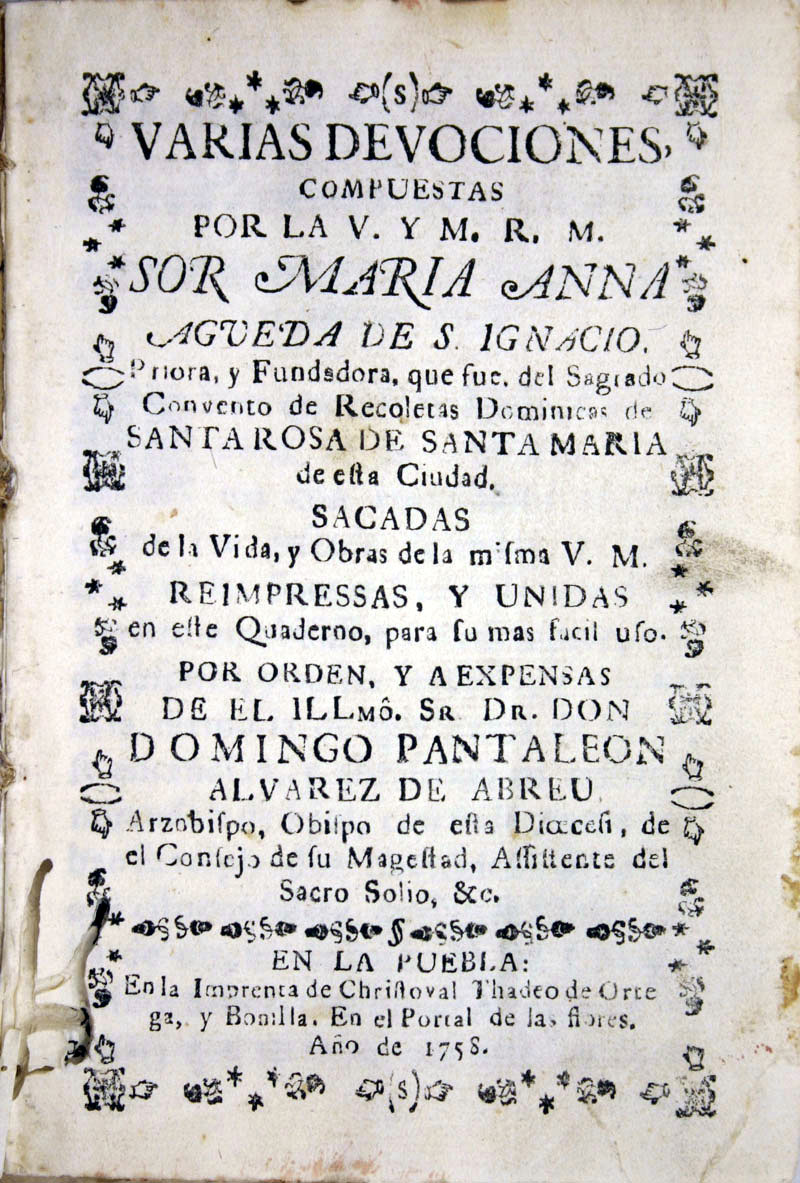 (s)
VARIAS DEVOCIONES,
COMPUESTAS
POR LA V. Y M. R. M.
SOR MARIA ANNA
AGVEDA DE S. IGNACIO.
Priora, y Fundadora, que fue. del Sagrado
Convento de Recoletas Dominicas de
SANTA ROSA DE SANTA MARIA
de eſta Ciudad.
SACADAS
de la Vida, y Obras de la miſma V. M.
REIMPRESSAS, Y UNIDAS
en eſte Quaderno, para ſu mas facil uſo.
POR ORDEN, Y A EXPENSAS
DE EL ILLmô. Sr. Dr. DON
DOMINGO PANTALEON
ALVAREZ DE ABREU,
Arzobiſpo, Obiſpo de eſta Diœceſi, de
el Conſejo de ſu Mageſtad, Aſſiſtente del
Sacro Solio, &c.
EN LA PUEBLA:
En la Imprenta de Chriſtoval Thadeo de Orte
ga, y Bonilla. En el Portal de las flores.
Año de 1758.
(s)